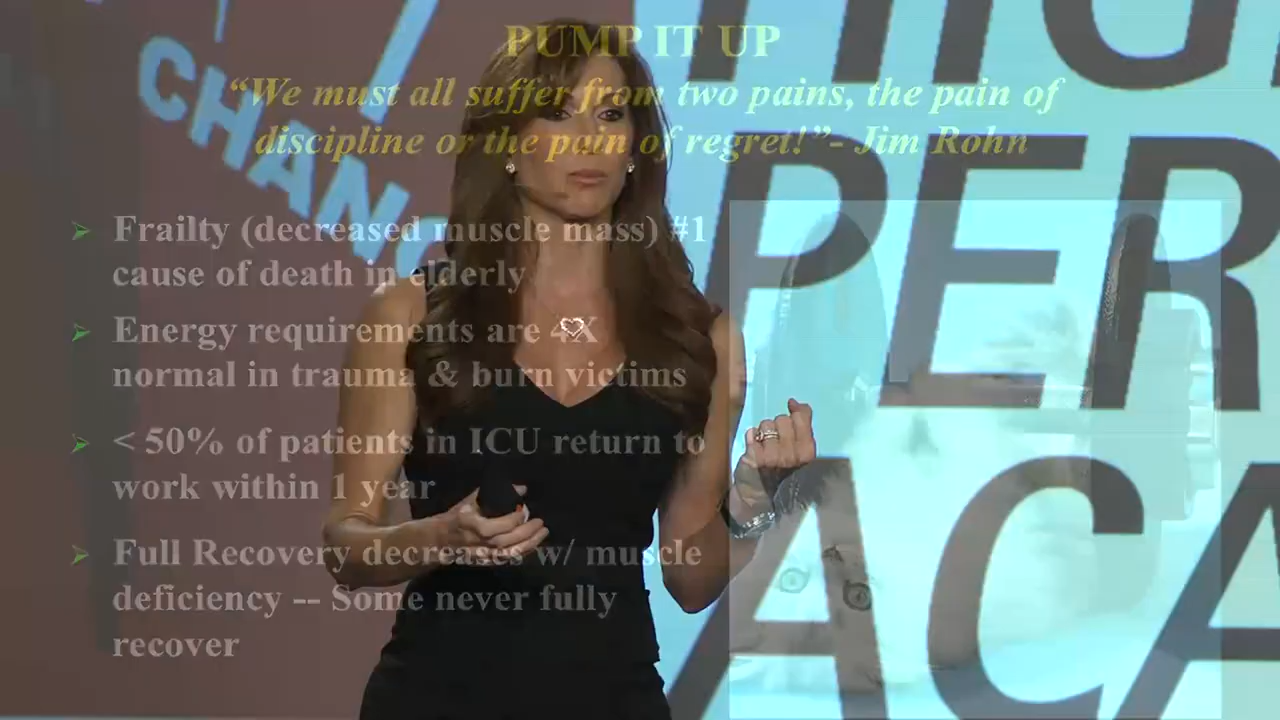 PUMP IT UP
“We must all suffer from two pains, the pain of
discipline or the pain of regret!”- Jim Rohn
Frailty (decreased muscle mass) #1
cause of death in elderly
Energy requirements are 4X
normal in trauma & burn victims
< 50% of patients in ICU return to
work within 1 year
Full Recovery decreases w/ muscle
deficiency -- Some never fully
recover
CHANG
HIG
PER
ACA